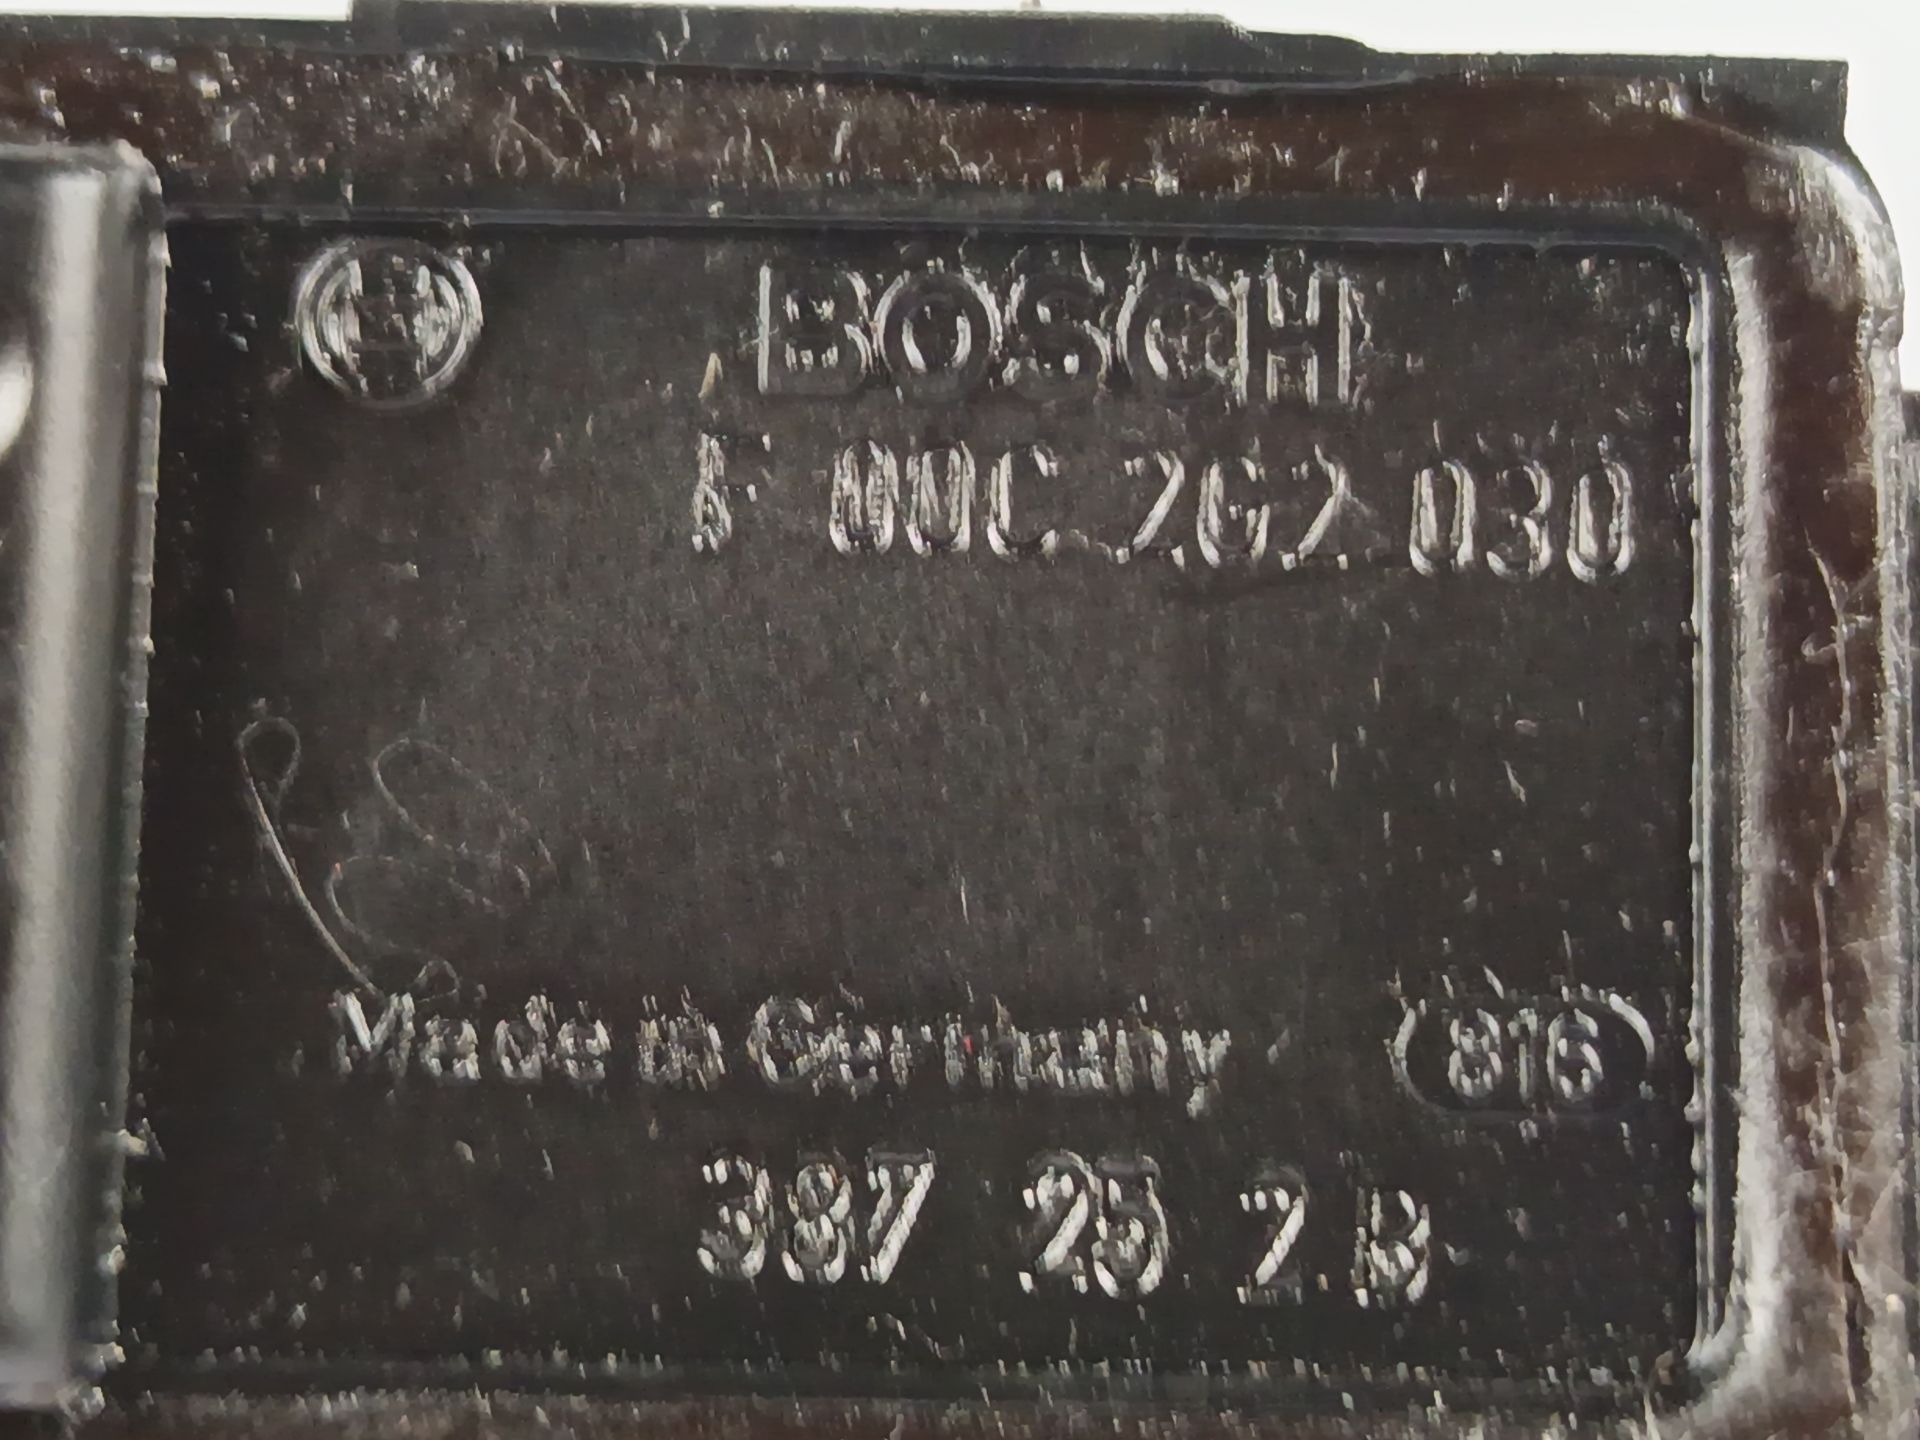 BOSCH
F 00C 2G2 030
Made in Germany 816
387 25 2 B